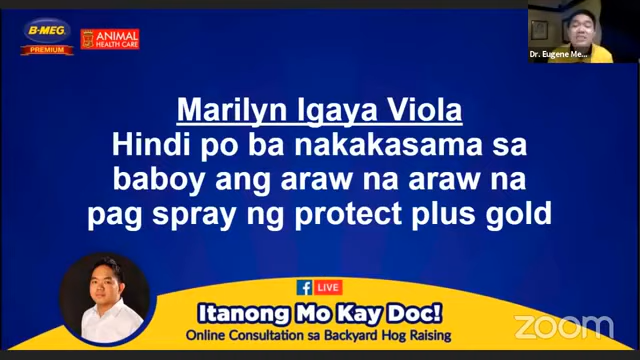 B-MEG
PREMIUM
ANIMAL
HEALTH CARE
Dr. Eugene Me...
Marilyn Igaya Viola
Hindi po ba nakakasama sa
baboy ang araw na araw na
pag spray ng protect plus gold
f LIVE
Itanong Mo Kay Doc!
Online Consultation sa Backyard Hog Raising
zoom